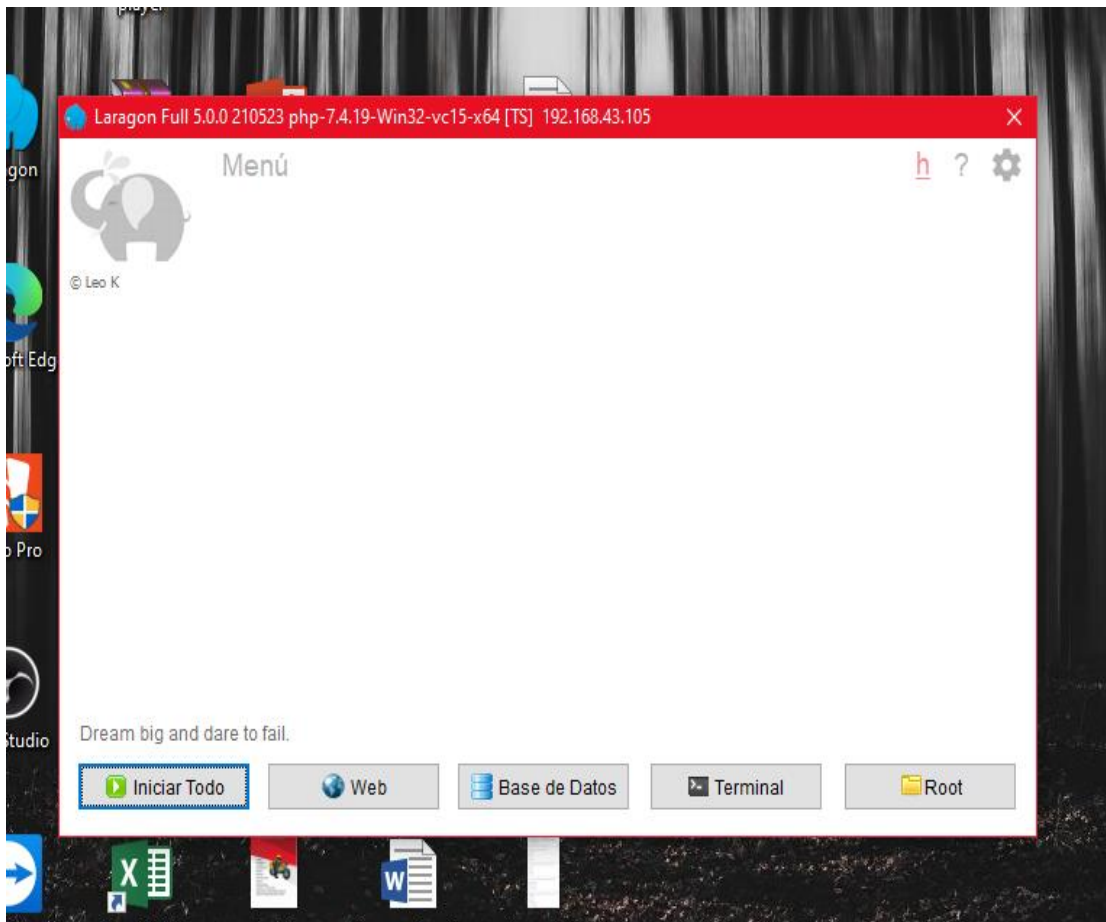 player
Laragon Full 5.0.0 210523 php-7.4.19-Win32-vc15-x64 [TS] 192.168.43.105
gon
Menú
h ?
© Leo K
oft Edg
o Pro
Studio
Dream big and dare to fail.
Iniciar Todo
Web
Base de Datos
Terminal
Root
X
W